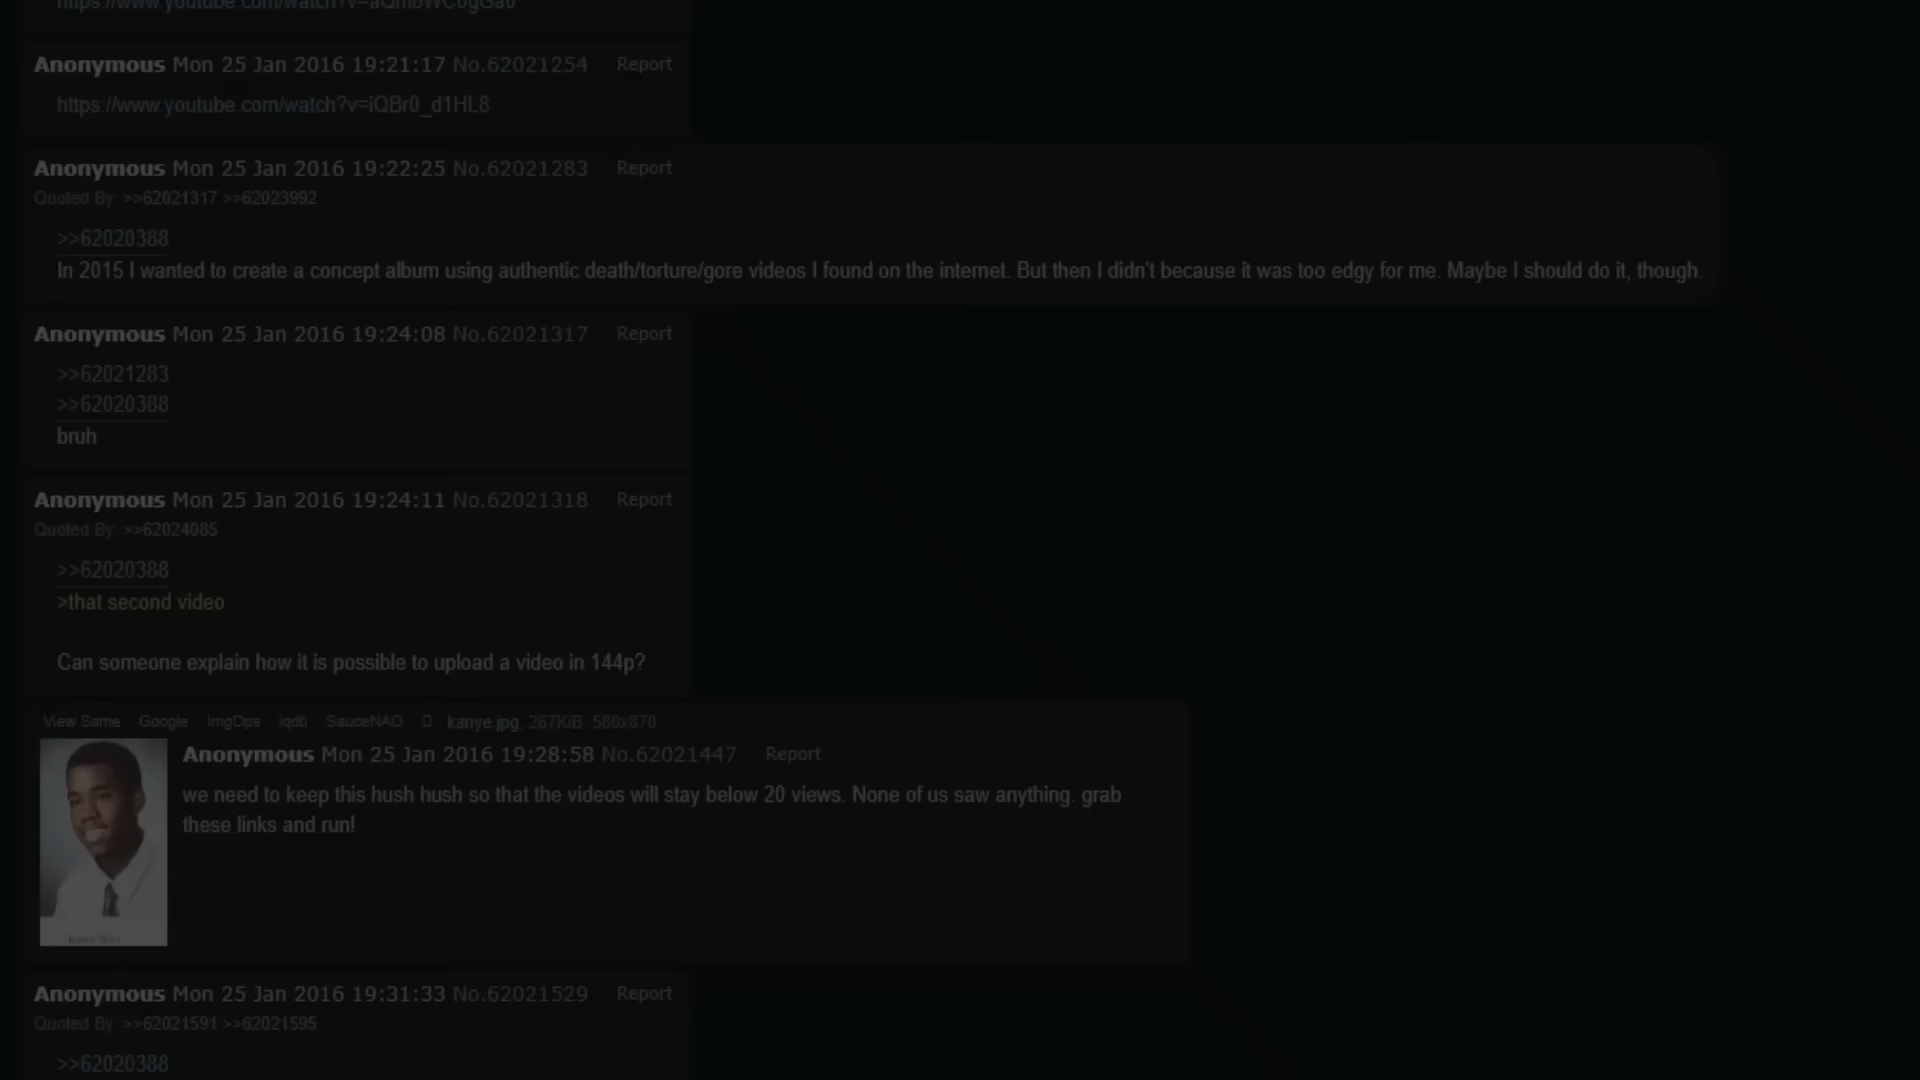 Anonymous Mon 25 Jan 2016 19:21:17 No.62021254 Report
https://www.youtube.com/watch?v=iQBr0_d1HL8
Anonymous Mon 25 Jan 2016 19:22:25 No.62021283 Report
Quoted By: >>62021317 >>62023992
>>62020388
In 2015 I wanted to create a concept album using authentic death/torture/gore videos I found on the internet. But then I didn't because it was too edgy for me. Maybe I should do it, though.
Anonymous Mon 25 Jan 2016 19:24:08 No.62021317 Report
>>62021283
>>62020388
bruh
Anonymous Mon 25 Jan 2016 19:24:11 No.62021318 Report
Quoted By: >>62024085
>>62020388
>that second video
Can someone explain how it is possible to upload a video in 144p?
View Same Google ImgOps iqdb SauceNAO kanye.jpg, 267KiB, 580x870
Anonymous Mon 25 Jan 2016 19:28:58 No.62021447 Report
we need to keep this hush hush so that the videos will stay below 20 views. None of us saw anything. grab
these links and run!
Anonymous Mon 25 Jan 2016 19:31:33 No.62021529 Report
Quoted By: >>62021591 >>62021595
>>62020388